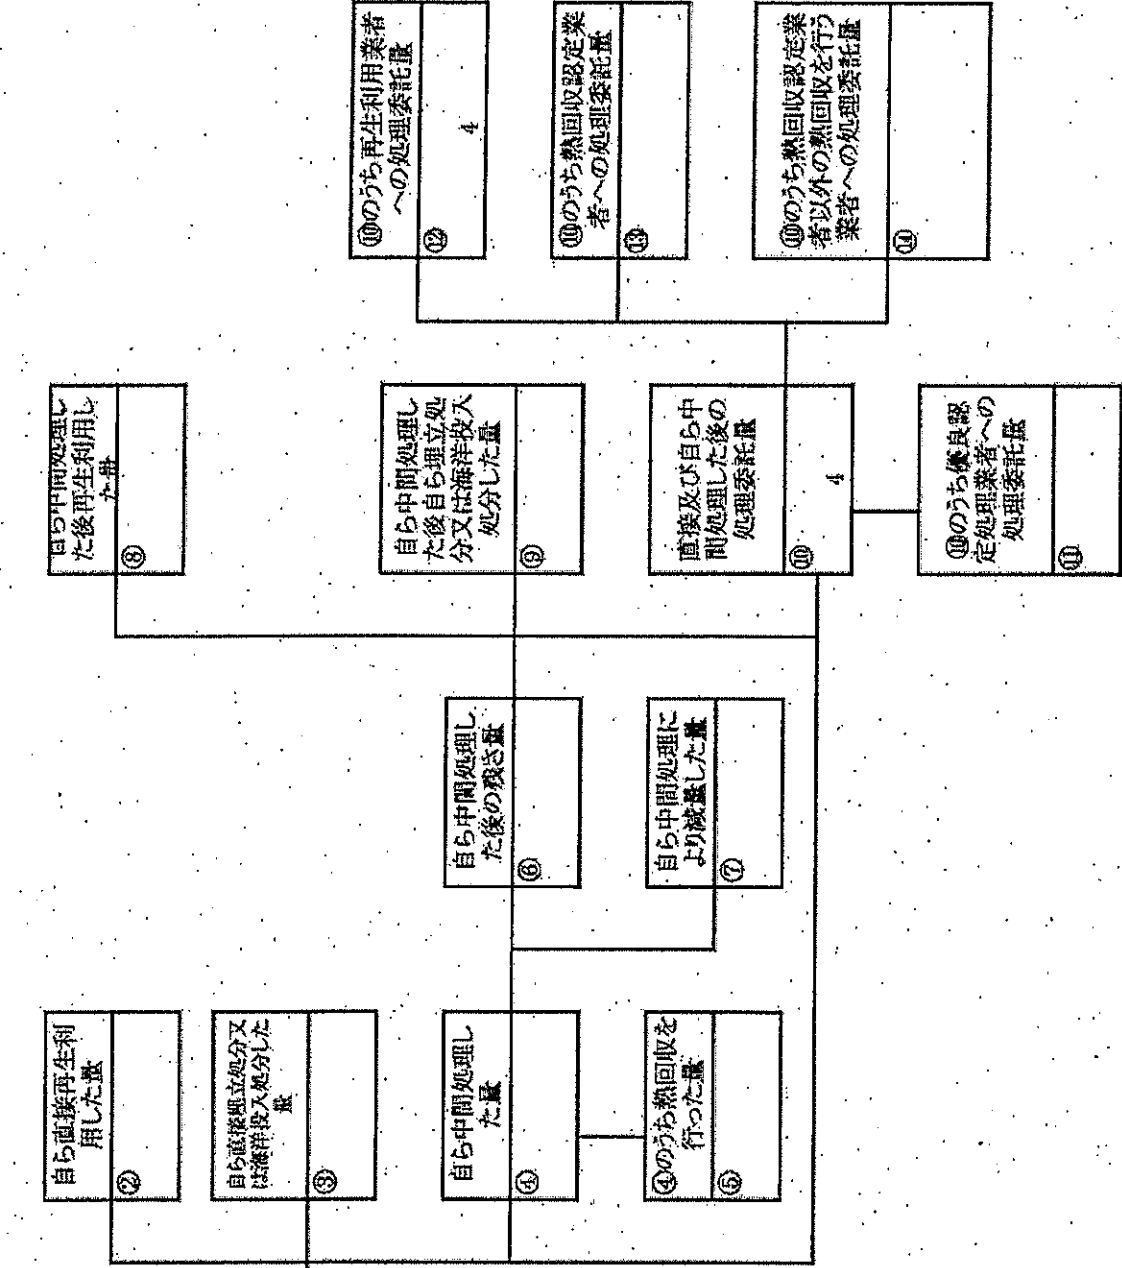 自ら直接再生利
用した量
②
自ら直接埋立処分又
は海洋投入処分した
量
③
自ら中間処理し
た量
④
④のうち熱回収を
行った量
⑤
自ら中間処理し
た後の残さ量
⑥
自ら中間処理に
より減量した量
⑦
自ら中間処理し
た後再生利用し
た量
⑧
自ら中間処理し
た後自ら埋立処
分又は海洋投入
処分した量
⑨
直接及び自ら中
間処理した後の
処理委託量
⑩
4
⑩のうち優良認
定処理業者への
処理委託量
⑪
⑩のうち再生利用業者
への処理委託量
⑫
4
⑩のうち熱回収認定業
者への処理委託量
⑬
⑩のうち熱回収認定業
者以外の熱回収を行う
業者への処理委託量
⑭